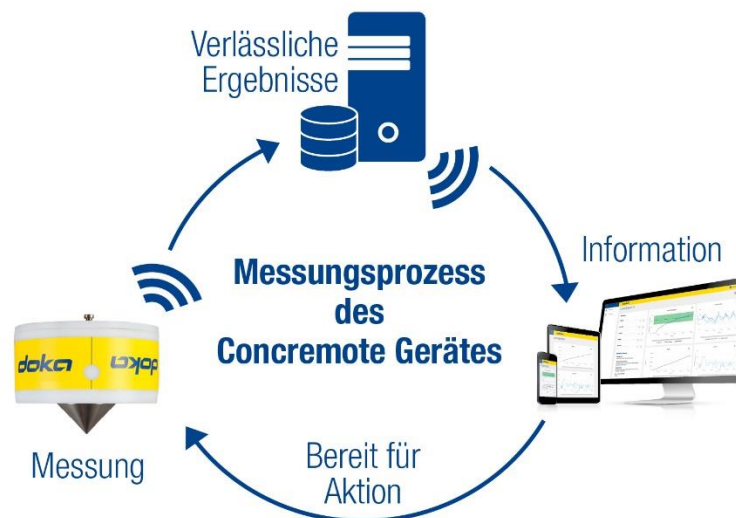 Verlässliche
Ergebnisse
Information
Messungsprozess
des
Concremote Gerätes
doka
doka
Messung
Bereit für
Aktion